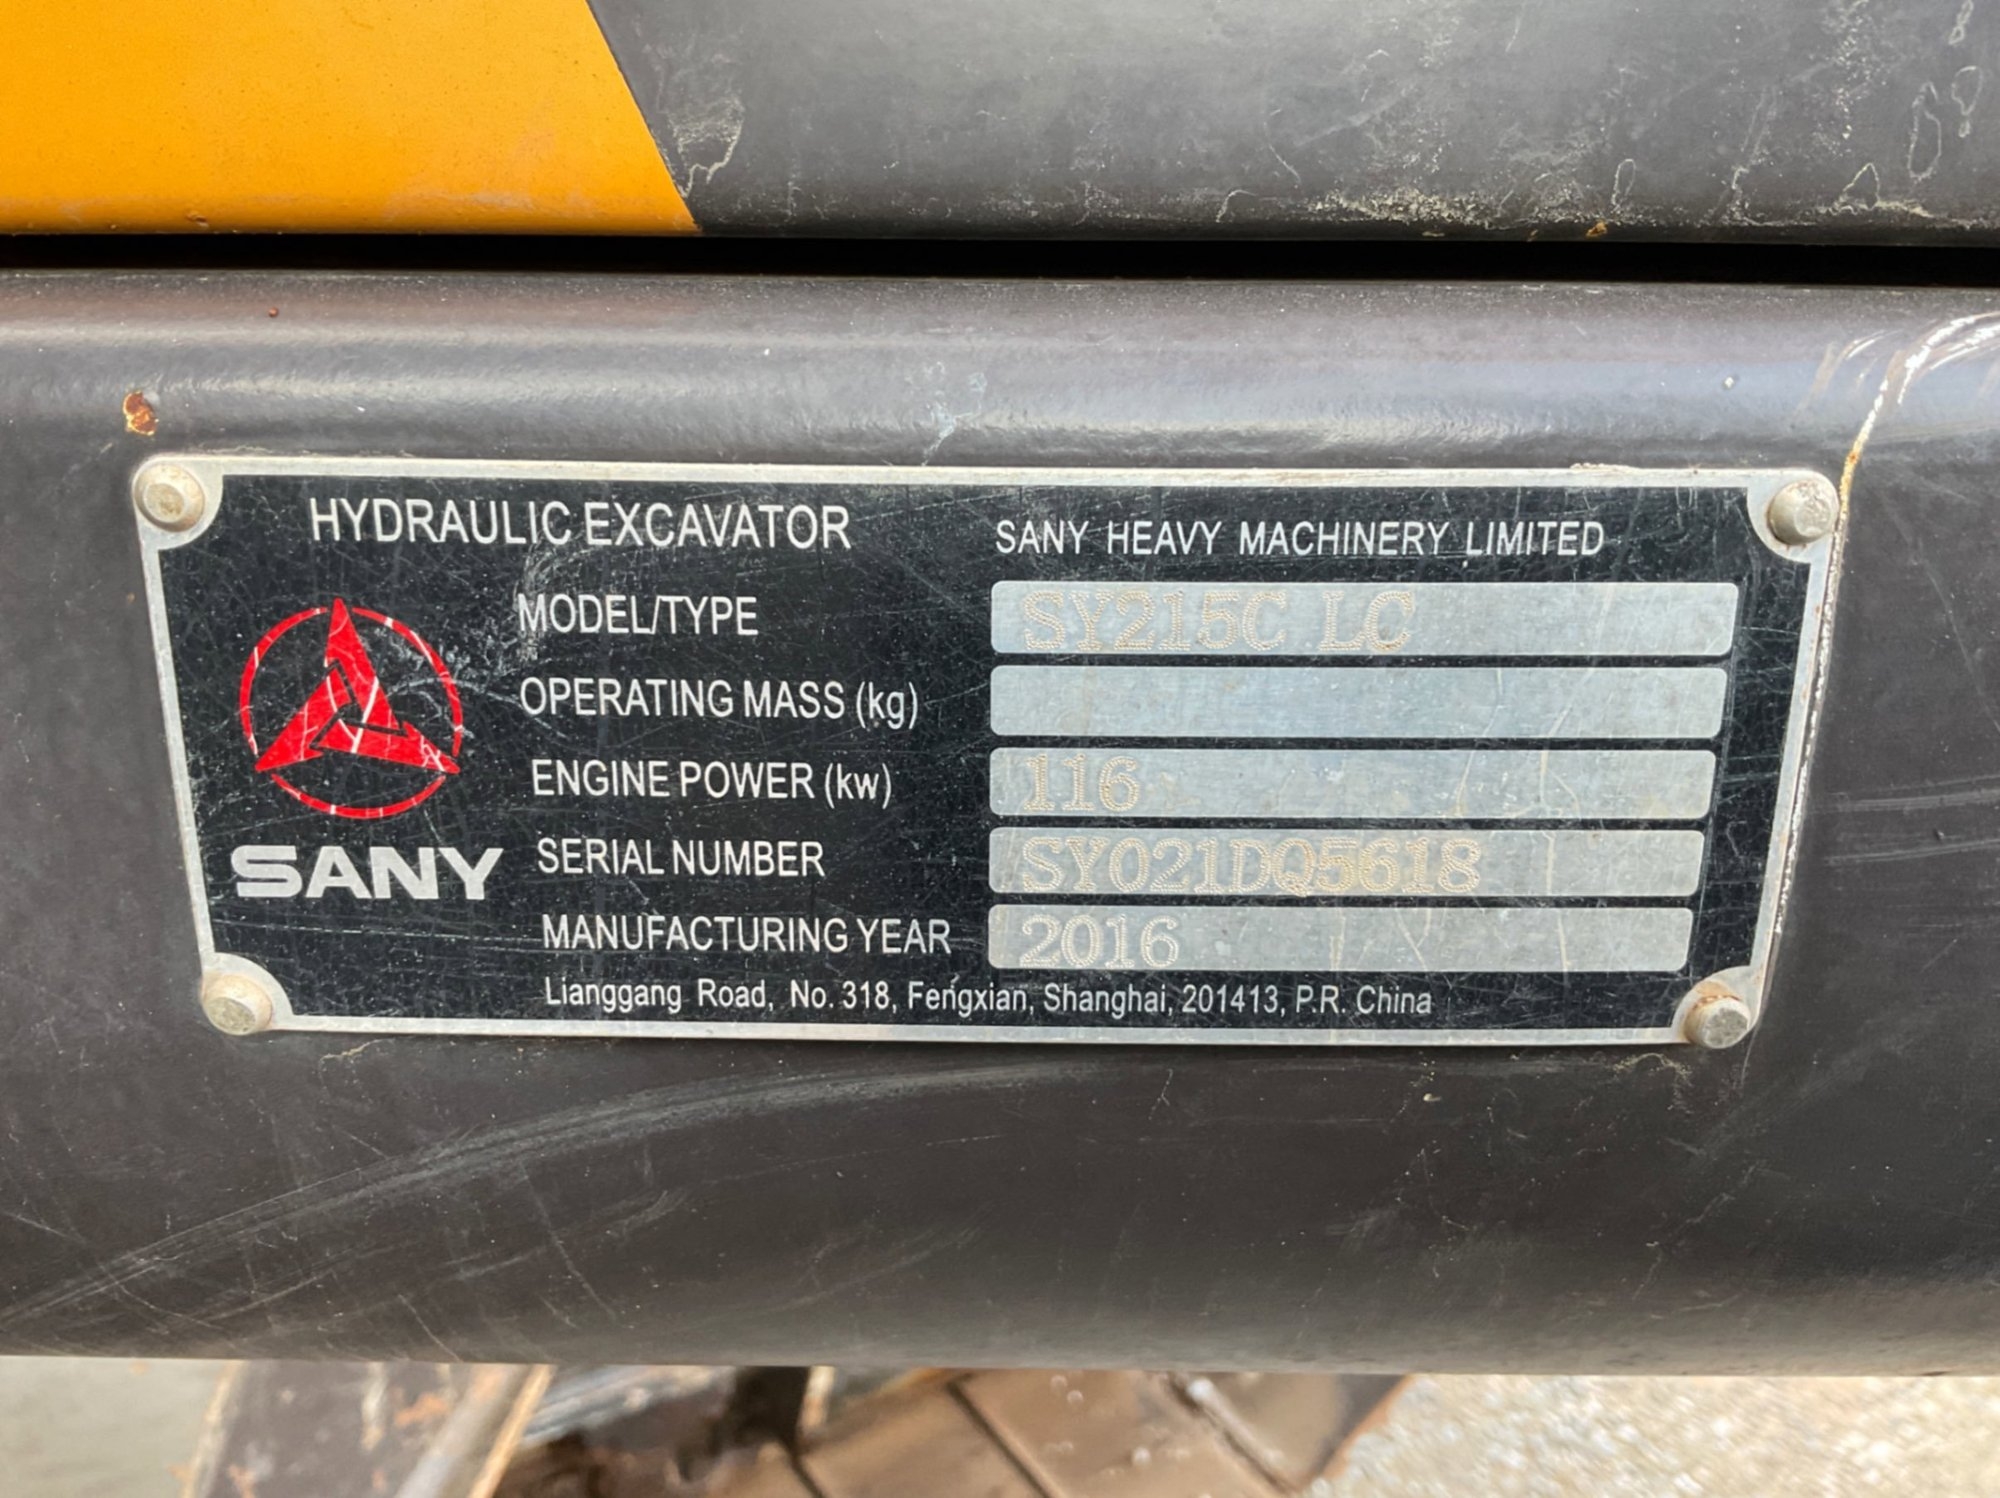 HYDRAULIC EXCAVATOR
SANY HEAVY MACHINERY LIMITED
MODEL/TYPE SY215C LC
OPERATING MASS (kg)
ENGINE POWER (kw) 116
SERIAL NUMBER SY021DQ5618
MANUFACTURING YEAR 2016
SANY
Lianggang Road, No. 318, Fengxian, Shanghai, 201413, P.R. China